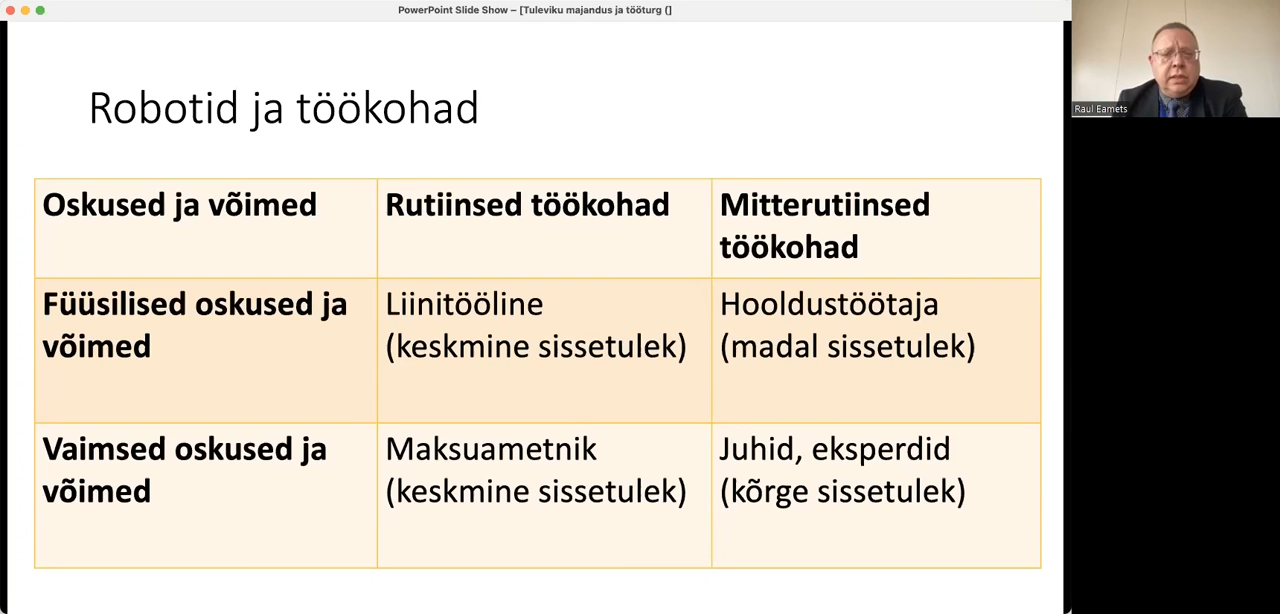 PowerPoint Slide Show – [Tuleviku majandus ja tööturg (]
Raul Eamets
Robotid ja töökohad
Oskused ja võimed
Rutiinsed töökohad
Mitterutiinsed
töökohad
Füüsilised oskused ja
võimed
Liinitööline
(keskmine sissetulek)
Hooldustöötaja
(madal sissetulek)
Vaimsed oskused ja
võimed
Maksuametnik
(keskmine sissetulek)
Juhid, eksperdid
(kõrge sissetulek)